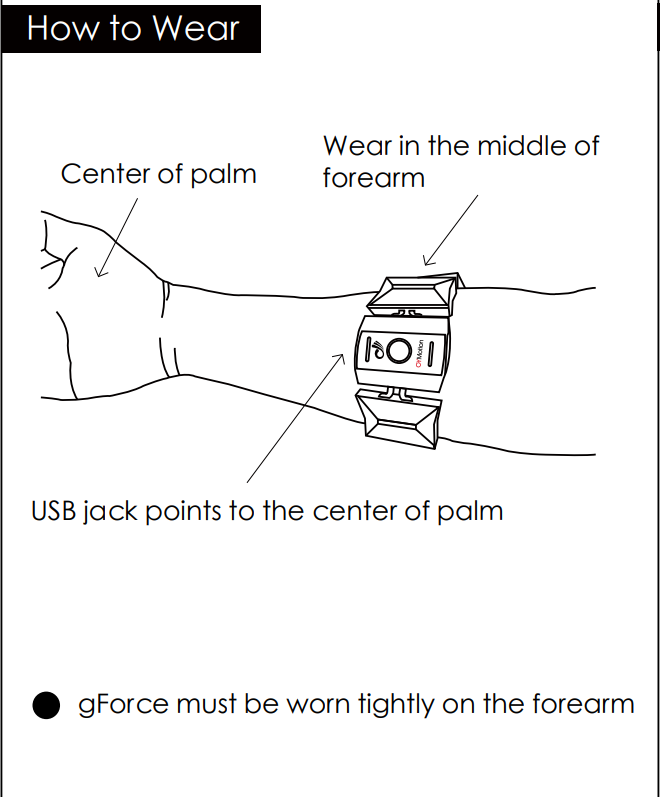 How to Wear
Wear in the middle of
forearm
Center of palm
OYMotion
USB jack points to the center of palm
gForce must be worn tightly on the forearm